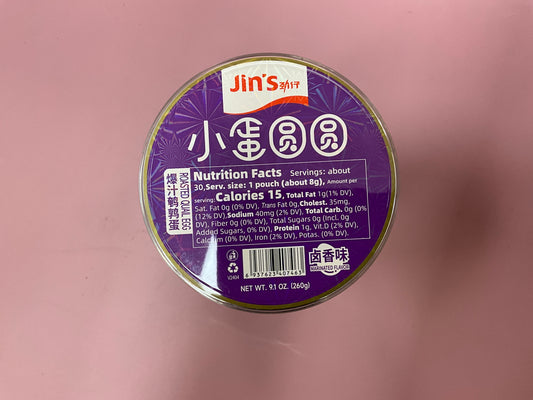 Jin's 劲仔
小蛋圆圆
爆汁鹌鹑蛋
ROASTED QUAIL EGG
Nutrition Facts Servings: about
30, Serv. size: 1 pouch (about 8g), Amount per
serving: Calories 15, Total Fat 1g(1% DV),
Sat. Fat 0g (0% DV), Trans Fat 0g, Cholest. 35mg,
(12% DV), Sodium 40mg (2% DV), Total Carb. 0g (0%
DV), Fiber 0g (0% DV), Total Sugars 0g (Incl. 0g
Added Sugars, 0% DV), Protein 1g, Vit.D (2% DV),
Calcium (0% DV), Iron (2% DV), Potas. (0% DV).
6 937623 407463
卤香味
MARINATED FLAVOR
NET WT. 9.1 OZ. (260g)